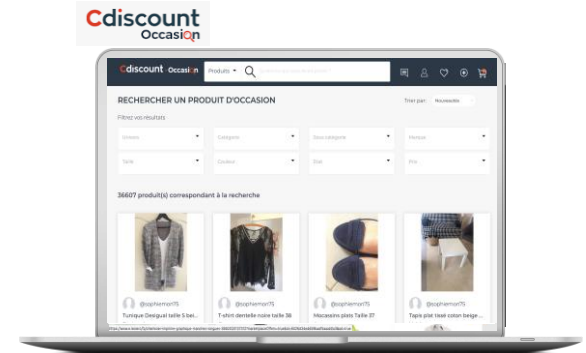 Cdiscount
Occasion
Cdiscount Occasion Produits
RECHERCHER UN PRODUIT D'OCCASION
Trier par: Nouveautés
Filtrez vos résultats
Univers Catégorie Sous catégorie Marque
Taille Couleur Etat Prix
36607 produit(s) correspondant à la recherche
@sophiemori75 @sophiemori75 @sophiemori75 @sophiemori75
Tunique Desigual taille S bei... T-shirt dentelle noire taille 36 Mocassins plats Taille 37 Tapis plat tissé coton beige ...